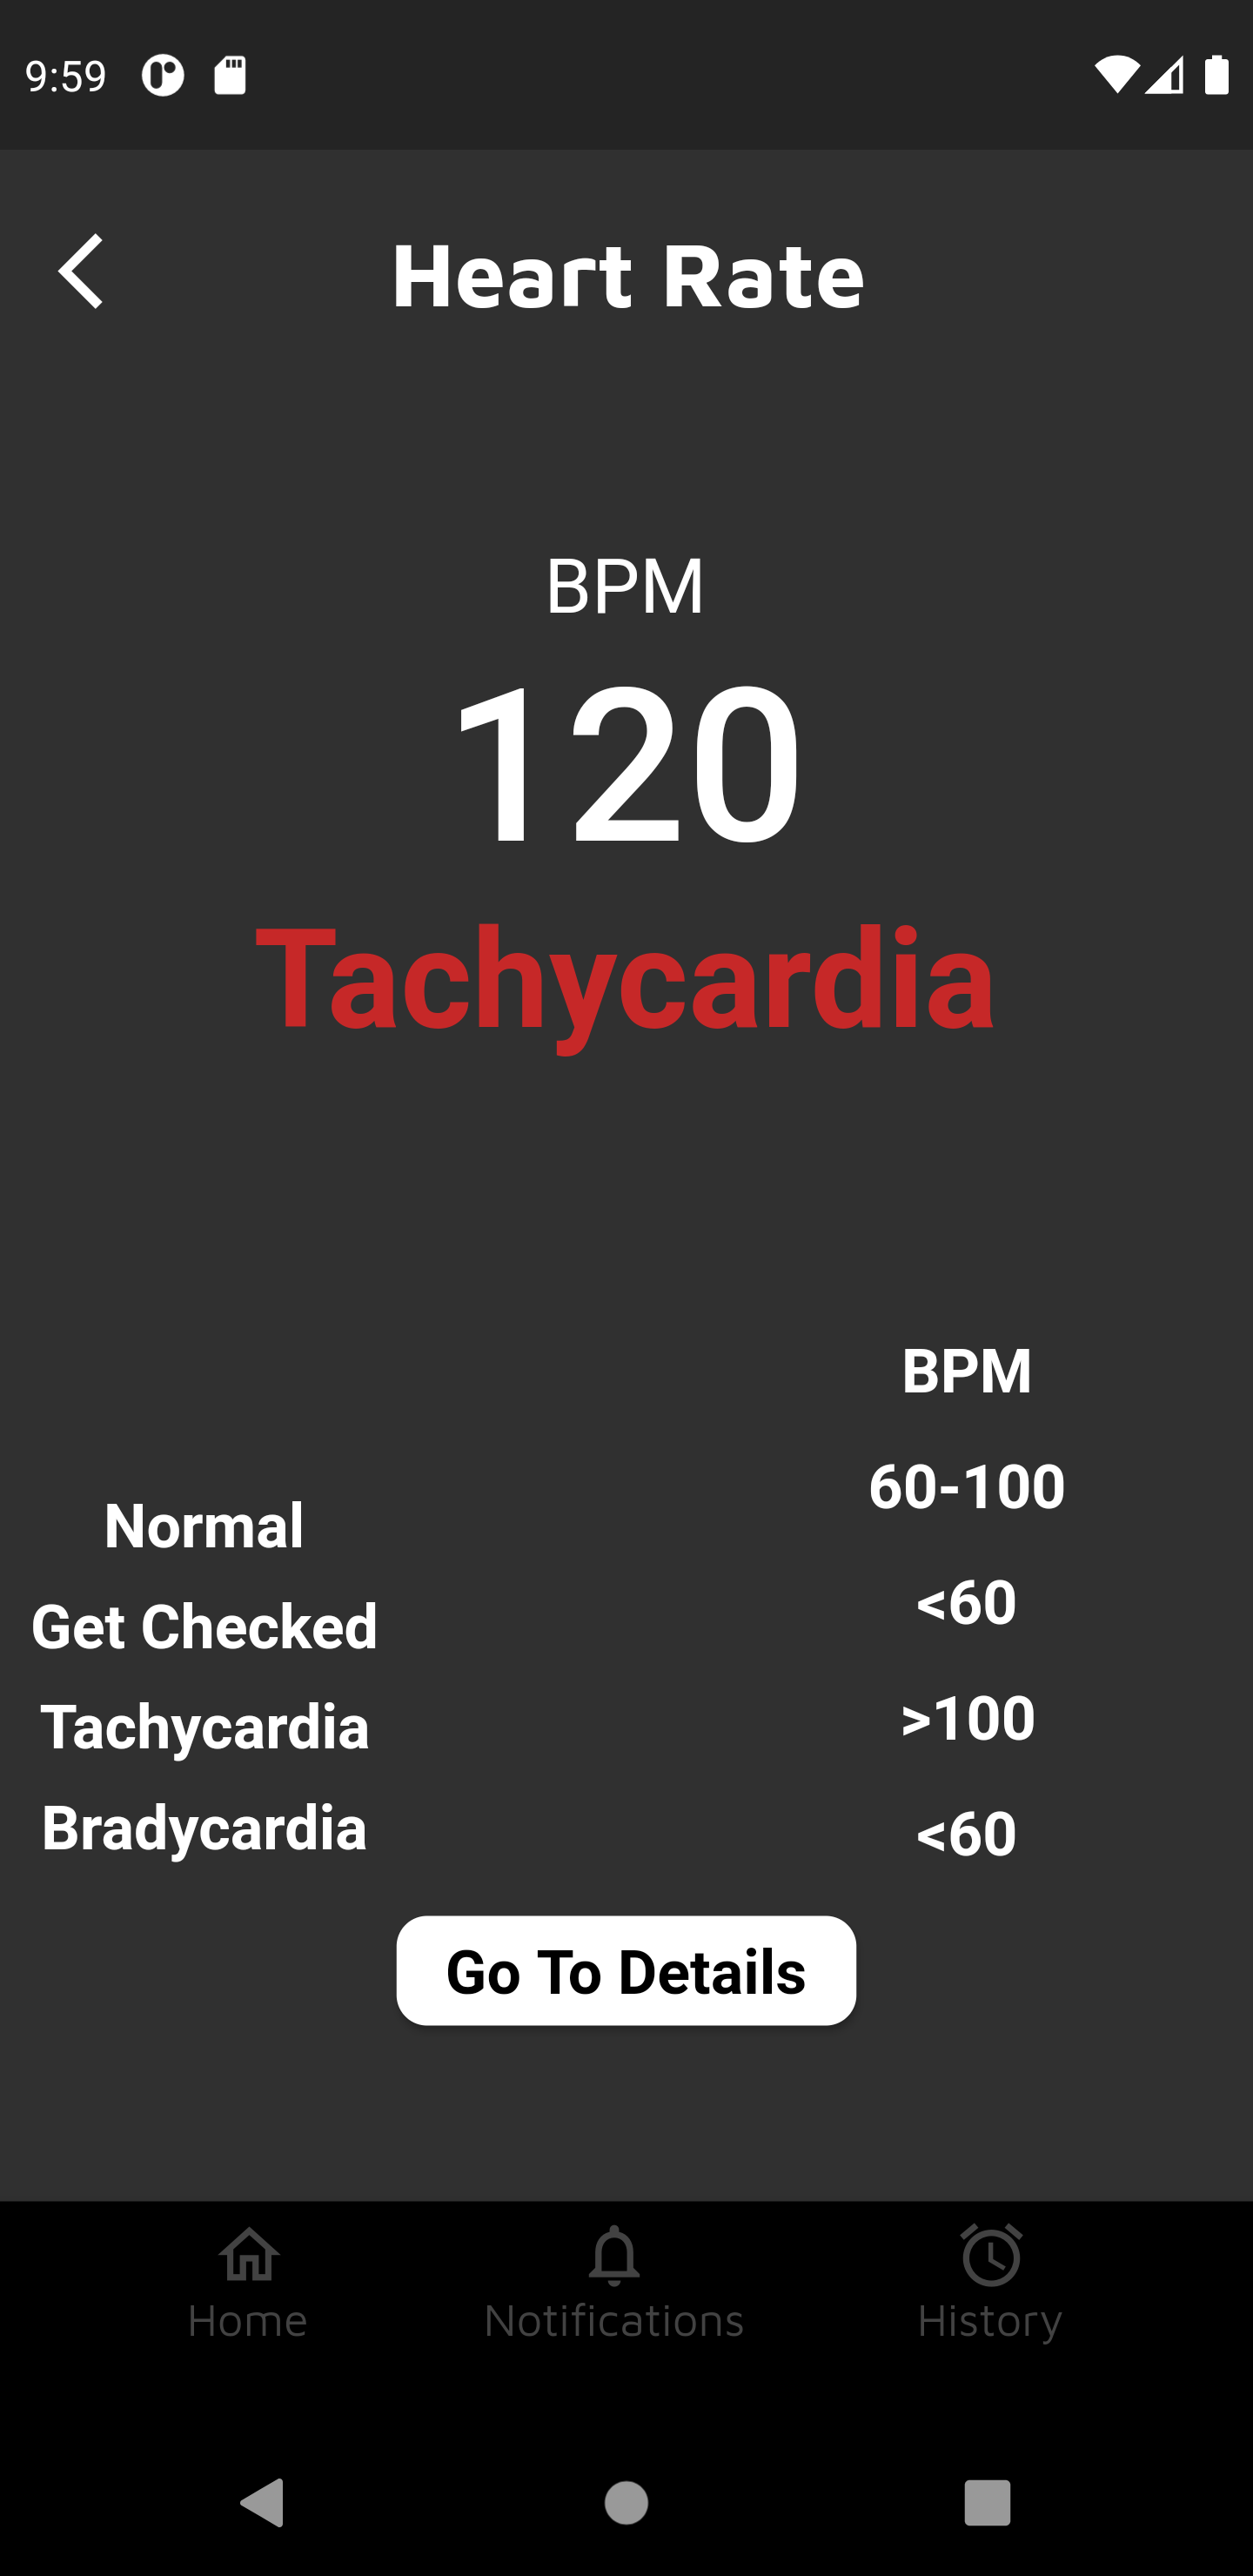 9:59
Heart Rate
BPM
120
Tachycardia
BPM
60-100
Normal
<60
Get Checked
>100
Tachycardia
<60
Bradycardia
Go To Details
Home
Notifications
History